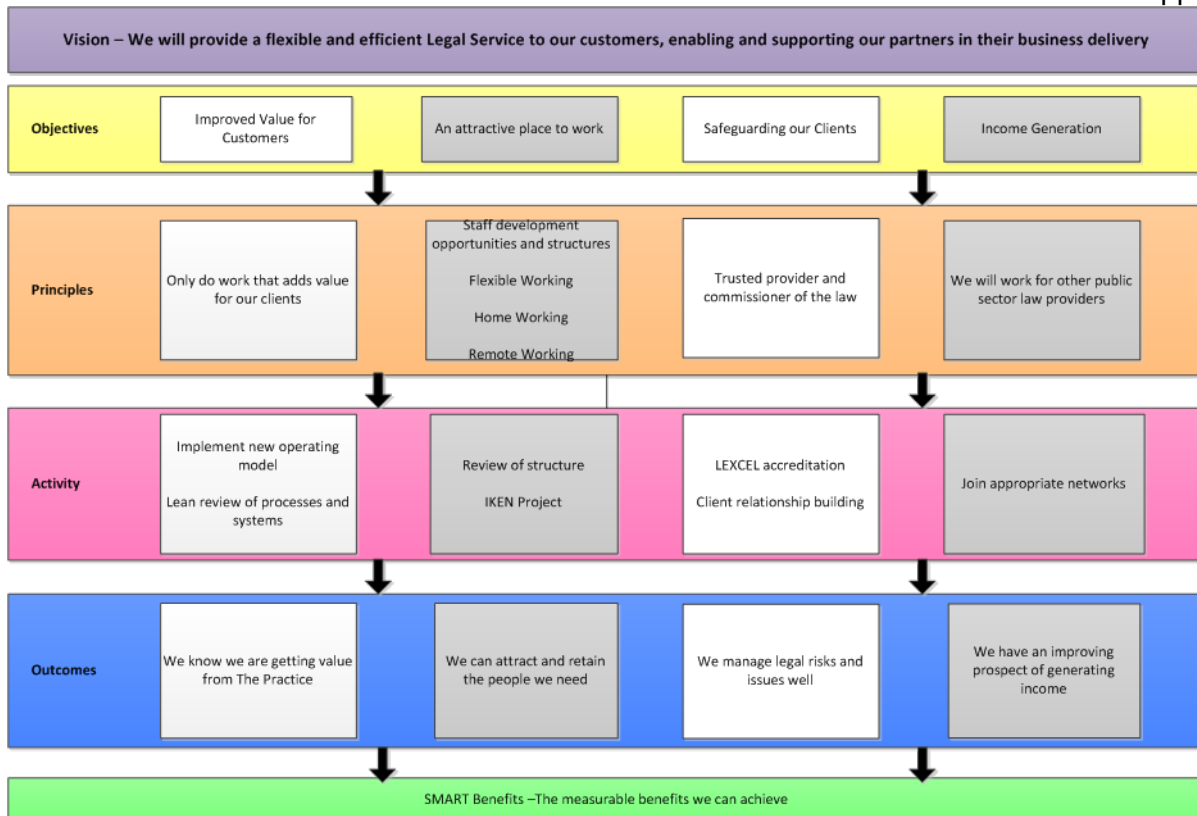 Vision – We will provide a flexible and efficient Legal Service to our customers, enabling and supporting our partners in their business delivery
Objectives
Improved Value for
Customers
An attractive place to work
Safeguarding our Clients
Income Generation
Principles
Only do work that adds value
for our clients
Staff development
opportunities and structures
Flexible Working
Home Working
Remote Working
Trusted provider and
commissioner of the law
We will work for other public
sector law providers
Activity
Implement new operating
model
Lean review of processes and
systems
Review of structure
IKEN Project
LEXCEL accreditation
Client relationship building
Join appropriate networks
Outcomes
We know we are getting value
from The Practice
We can attract and retain
the people we need
We manage legal risks and
issues well
We have an improving
prospect of generating
income
SMART Benefits –The measurable benefits we can achieve